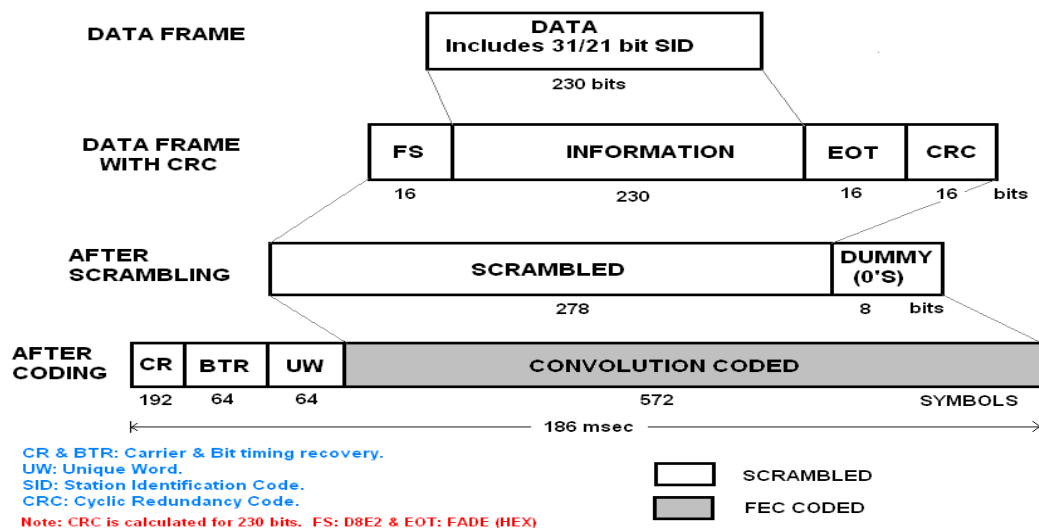 DATA FRAME
DATA
Includes 31/21 bit SID
230 bits
DATA FRAME
WITH CRC
FS
INFORMATION
EOT
CRC
16
230
16
16
bits
AFTER
SCRAMBLING
SCRAMBLED
DUMMY
(0'S)
278
8
bits
AFTER
CODING
CR
BTR
UW
CONVOLUTION CODED
192
64
64
572
SYMBOLS
186 msec
CR & BTR: Carrier & Bit timing recovery.
UW: Unique Word.
SID: Station Identification Code.
CRC: Cyclic Redundancy Code.
Note: CRC is calculated for 230 bits. FS: D8E2 & EOT: FADE (HEX)
SCRAMBLED
FEC CODED